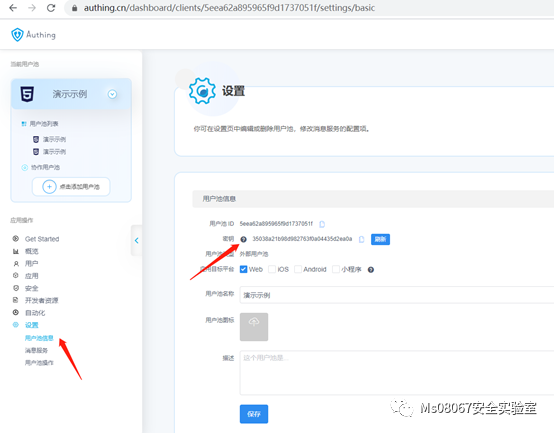 authing.cn/dashboard/clients/5eea62a895965f9d1737051f/settings/basic
Authing
当前用户池
演示示例
用户池列表
演示示例
演示示例
协作用户池
点击添加用户池
应用操作
Get Started
概览
用户
应用
安全
开发者资源
自动化
设置
用户池信息
消息服务
用户池操作
设置
你可在设置页中编辑或删除用户池，修改消息服务的配置项。
用户池信息
用户池 ID 5eea62a895965f9d1737051f
密钥 35038a21b98d982763f0a04435d2ea0a 刷新
外部用户池
应用目标平台 Web iOS Android 小程序
用户池名称 演示示例
用户池图标
描述 这个用户池是
保存
Ms08067安全实验室